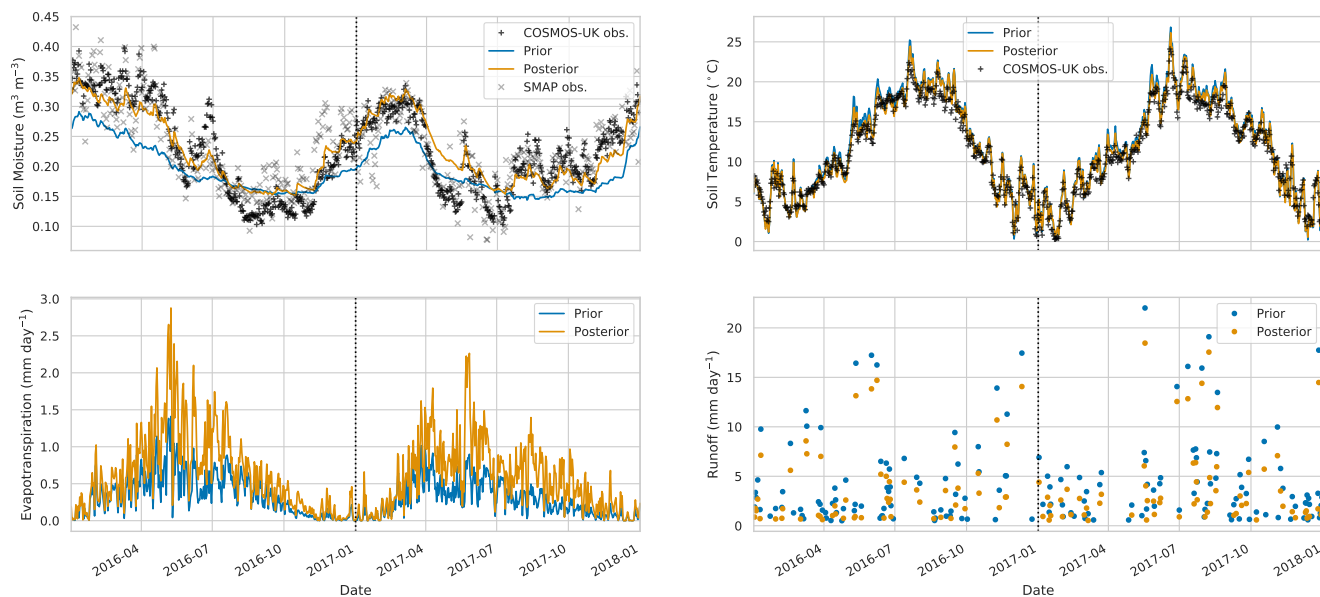 0.45
0.40
0.35
0.30
0.25
0.20
0.15
0.10
Soil Moisture (m³ m⁻³)
COSMOS-UK obs.
Prior
Posterior
SMAP obs.
25
20
15
10
5
0
Soil Temperature (°C)
Prior
Posterior
COSMOS-UK obs.
3.0
2.5
2.0
1.5
1.0
0.5
0.0
Evapotranspiration (mm day⁻¹)
Prior
Posterior
2016-04
2016-07
2016-10
2017-01
2017-04
2017-07
2017-10
2018-01
Date
20
15
10
5
0
Runoff (mm day⁻¹)
Prior
Posterior
2016-04
2016-07
2016-10
2017-01
2017-04
2017-07
2017-10
2018-01
Date